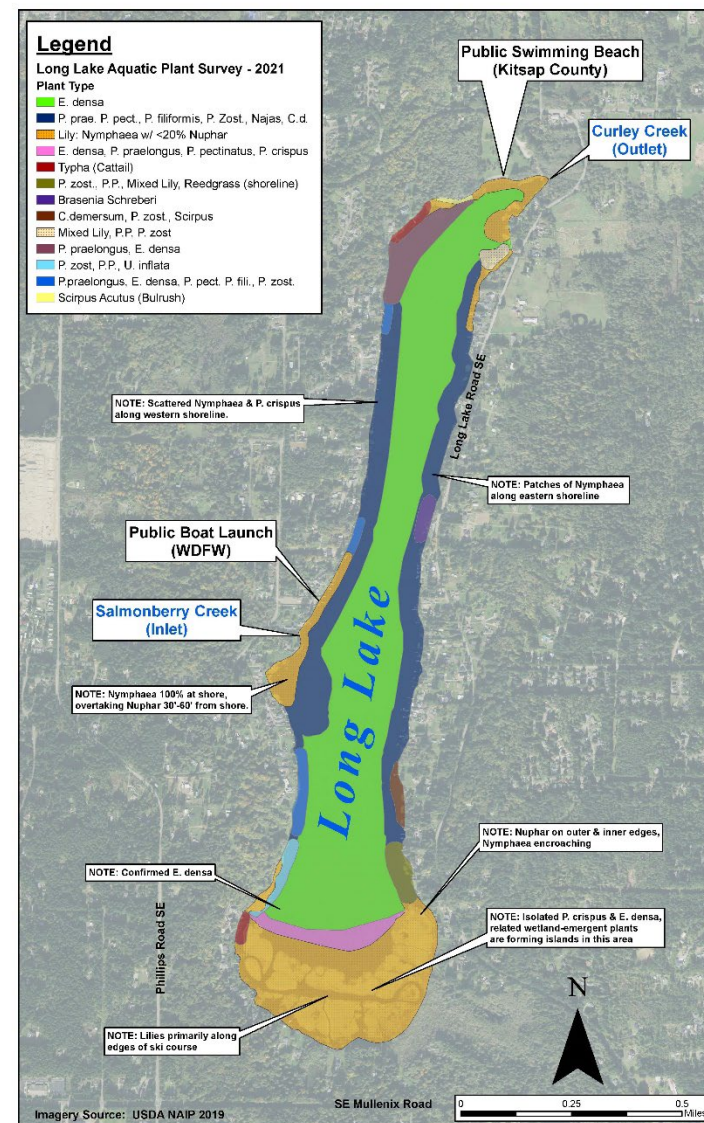 Legend
Long Lake Aquatic Plant Survey - 2021
Plant Type
E. densa
P. prae. P. pect., P. filiformis, P. Zost., Najas, C.d.
Lily: Nymphaea w/ <20% Nuphar
E. densa, P. praelongus, P. pectinatus, P. crispus
Typha (Cattail)
P. zost., P.P., Mixed Lily, Reedgrass (shoreline)
Brasenia Schreberi
C.demersum, P. zost., Scirpus
Mixed Lily, P.P. P. zost
P. praelongus, E. densa
P. zost, P.P., U. inflata
P.praelongus, E. densa, P. pect. P. fili., P. zost.
Scirpus Acutus (Bulrush)
Public Swimming Beach
(Kitsap County)
Curley Creek
(Outlet)
Long Lake Road SE
NOTE: Scattered Nymphaea & P. crispus
along western shoreline.
NOTE: Patches of Nymphaea
along eastern shoreline
Public Boat Launch
(WDFW)
Salmonberry Creek
(Inlet)
Long Lake
NOTE: Nymphaea 100% at shore,
overtaking Nuphar 30'-60' from shore.
NOTE: Nuphar on outer & inner edges,
Nymphaea encroaching
NOTE: Confirmed E. densa
NOTE: Isolated P. crispus & E. densa,
related wetland-emergent plants
are forming islands in this area
Phillips Road SE
N
NOTE: Lilies primarily along
edges of ski course
SE Mullenix Road
0 0.25 0.5
Miles
Imagery Source: USDA NAIP 2019